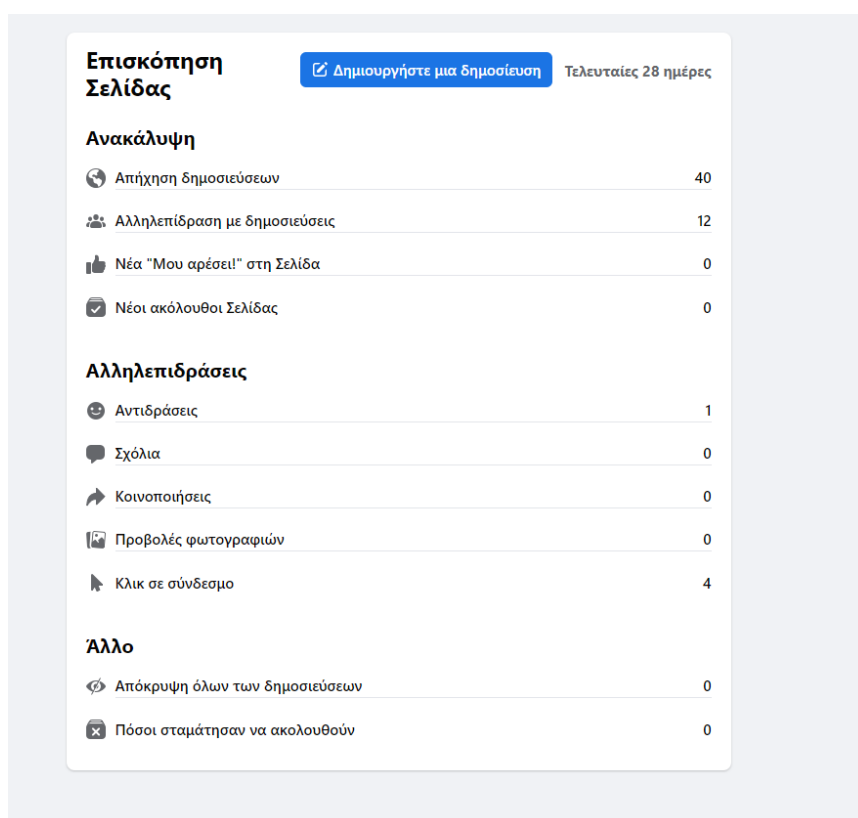 Επισκόπηση
Σελίδας
Δημιουργήστε μια δημοσίευση
Τελευταίες 28 ημέρες
Ανακάλυψη
Απήχηση δημοσιεύσεων 40
Αλληλεπίδραση με δημοσιεύσεις 12
Νέα "Μου αρέσει!" στη Σελίδα 0
Νέοι ακόλουθοι Σελίδας 0
Αλληλεπιδράσεις
Αντιδράσεις 1
Σχόλια 0
Κοινοποιήσεις 0
Προβολές φωτογραφιών 0
Κλικ σε σύνδεσμο 4
Άλλο
Απόκρυψη όλων των δημοσιεύσεων 0
Πόσοι σταμάτησαν να ακολουθούν 0